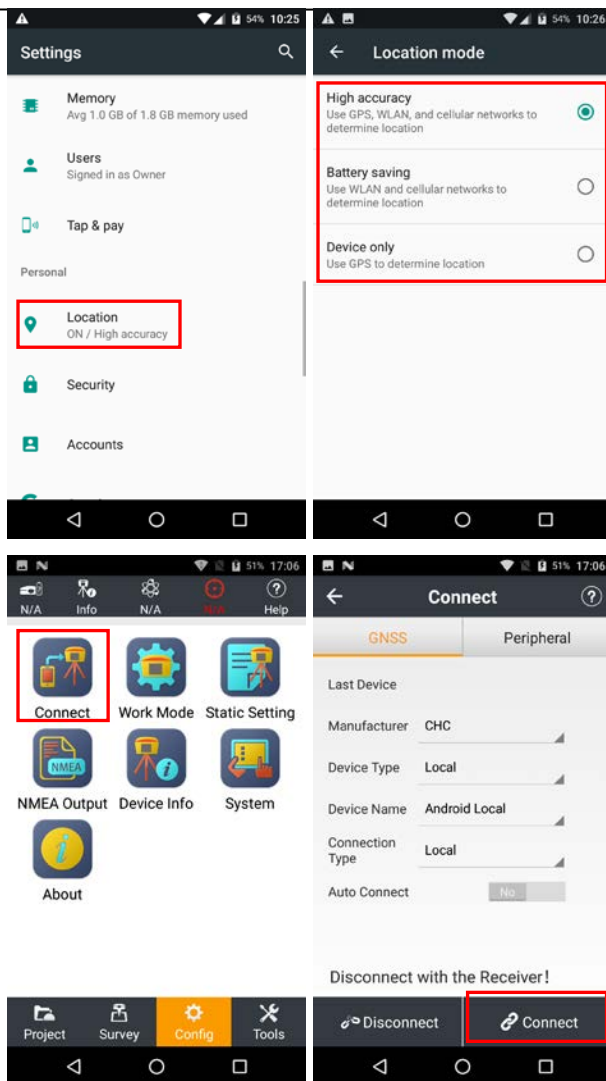 54% 10:25
Settings
Memory
Avg 1.0 GB of 1.8 GB memory used
Users
Signed in as Owner
Tap & pay
Personal
Location
ON / High accuracy
Security
Accounts
54% 10:26
Location mode
High accuracy
Use GPS, WLAN, and cellular networks to
determine location
Battery saving
Use WLAN and cellular networks to
determine location
Device only
Use GPS to determine location
51% 17:06
N/A Info N/A N/A Help
Connect Work Mode Static Setting
NMEA
NMEA Output Device Info System
About
Project Survey Config Tools
51% 17:06
Connect
GNSS Peripheral
Last Device
Manufacturer CHC
Device Type Local
Device Name Android Local
Connection
Type Local
Auto Connect No
Disconnect with the Receiver!
Disconnect Connect